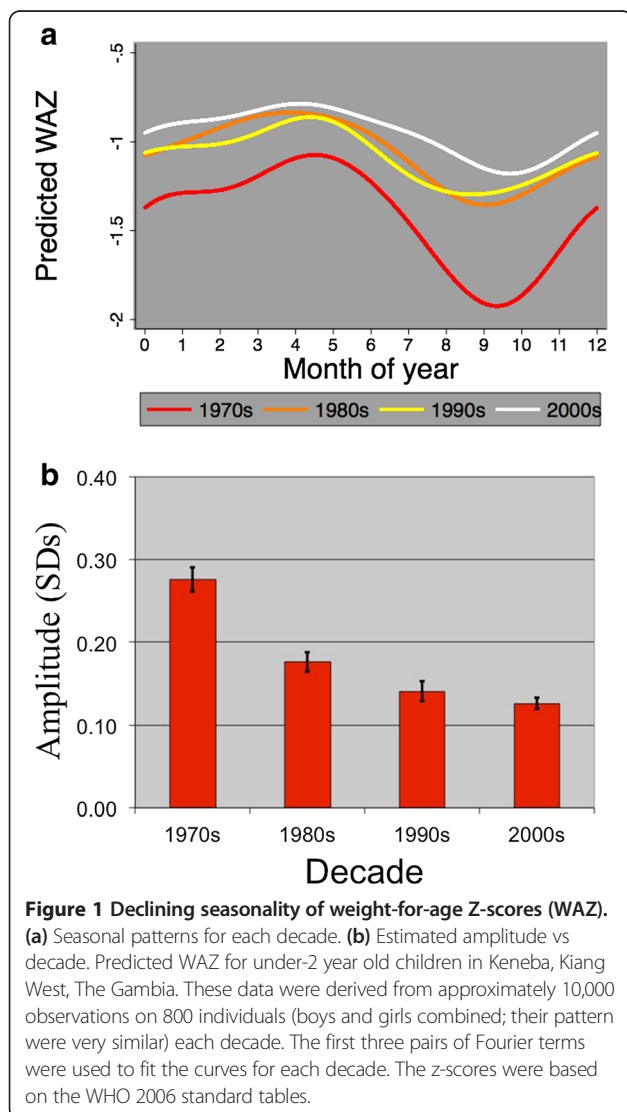 a
Predicted WAZ
-.5
-1
-1.5
-2
0 1 2 3 4 5 6 7 8 9 10 11 12
Month of year
1970s 1980s 1990s 2000s
b
Amplitude (SDs)
0.40
0.30
0.20
0.10
0.00
1970s 1980s 1990s 2000s
Decade
Figure 1 Declining seasonality of weight-for-age Z-scores (WAZ).
(a) Seasonal patterns for each decade. (b) Estimated amplitude vs
decade. Predicted WAZ for under-2 year old children in Keneba, Kiang
West, The Gambia. These data were derived from approximately 10,000
observations on 800 individuals (boys and girls combined; their pattern
were very similar) each decade. The first three pairs of Fourier terms
were used to fit the curves for each decade. The z-scores were based
on the WHO 2006 standard tables.